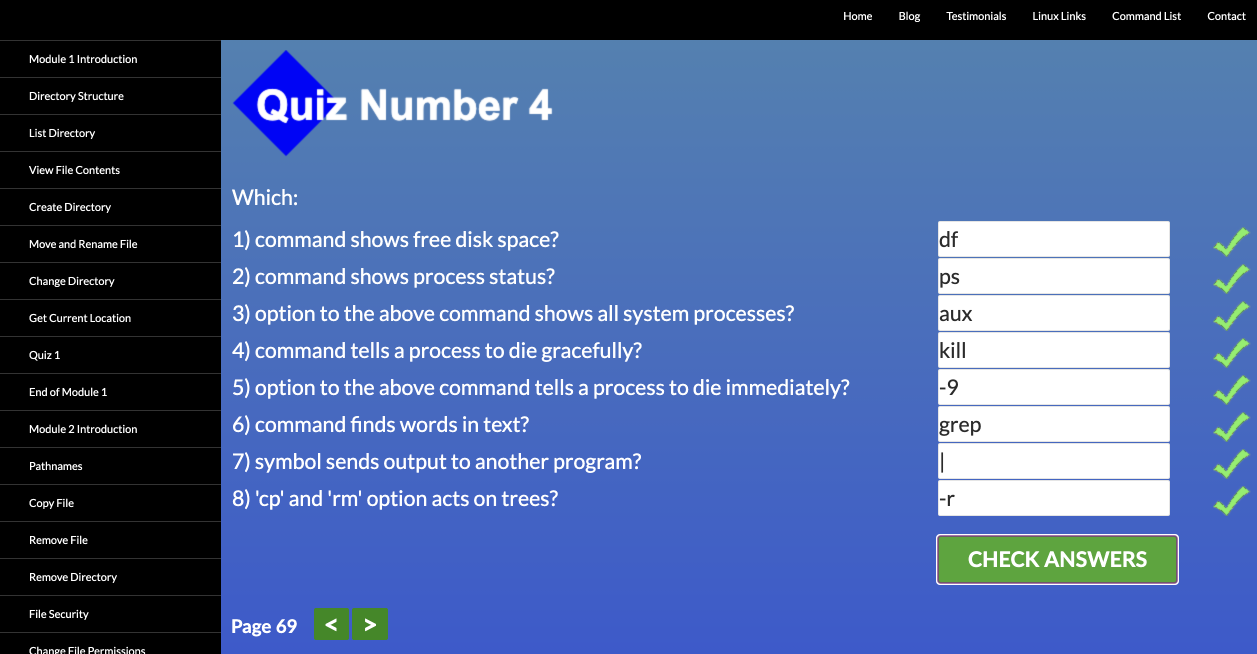 Home Blog Testimonials Linux Links Command List Contact
Module 1 Introduction
Directory Structure
List Directory
View File Contents
Create Directory
Move and Rename File
Change Directory
Get Current Location
Quiz 1
End of Module 1
Module 2 Introduction
Pathnames
Copy File
Remove File
Remove Directory
File Security
Change File Permissions
Quiz Number 4
Which:
1) command shows free disk space? df
2) command shows process status? ps
3) option to the above command shows all system processes? aux
4) command tells a process to die gracefully? kill
5) option to the above command tells a process to die immediately? -9
6) command finds words in text? grep
7) symbol sends output to another program? |
8) 'cp' and 'rm' option acts on trees? -r
CHECK ANSWERS
Page 69 < >